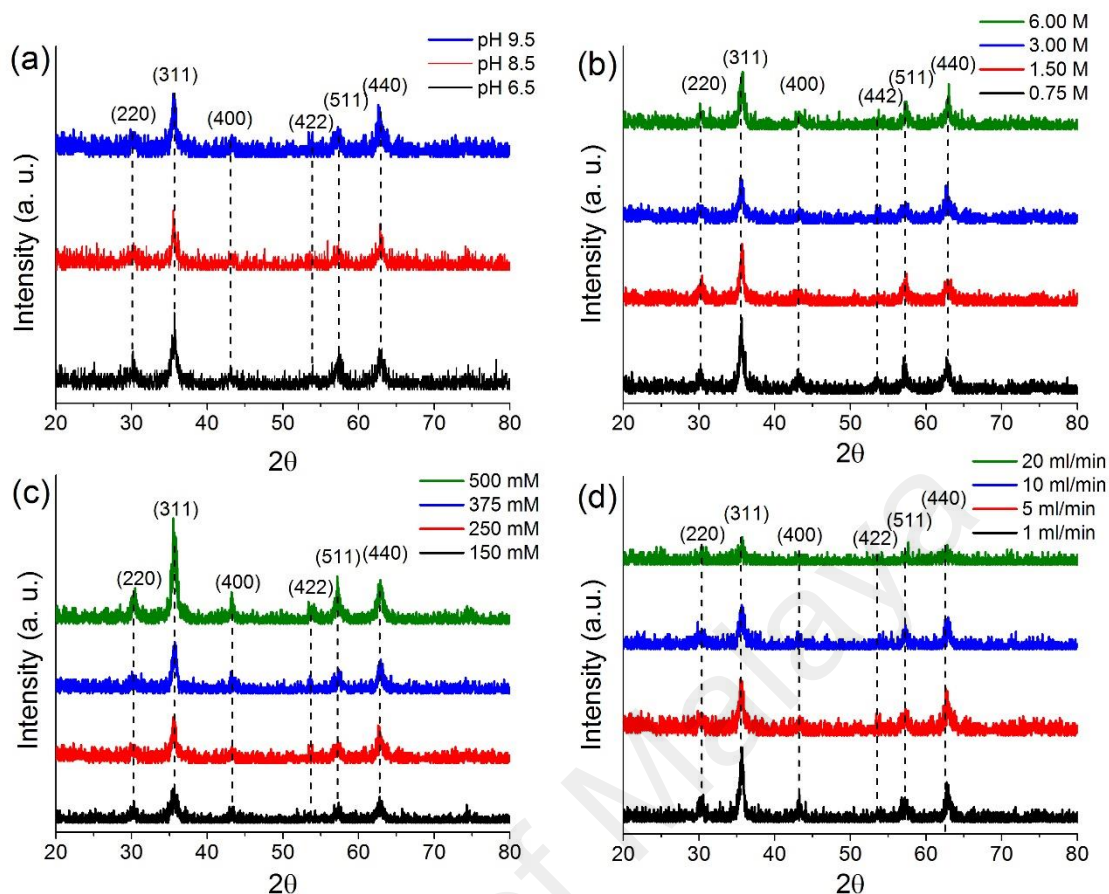 (a)
pH 9.5
pH 8.5
pH 6.5
(220) (311) (400) (422) (511) (440)
Intensity (a. u.)
20 30 40 50 60 70 80
2θ
(b)
6.00 M
3.00 M
1.50 M
0.75 M
(220) (311) (400) (442) (511) (440)
Intensity (a. u.)
20 30 40 50 60 70 80
2θ
(c)
500 mM
375 mM
250 mM
150 mM
(220) (311) (400) (422) (511) (440)
Intensity (a. u.)
20 30 40 50 60 70 80
2θ
(d)
20 ml/min
10 ml/min
5 ml/min
1 ml/min
(220) (311) (400) (422) (511) (440)
Intensity (a. u.)
20 30 40 50 60 70 80
2θ
of Malaya